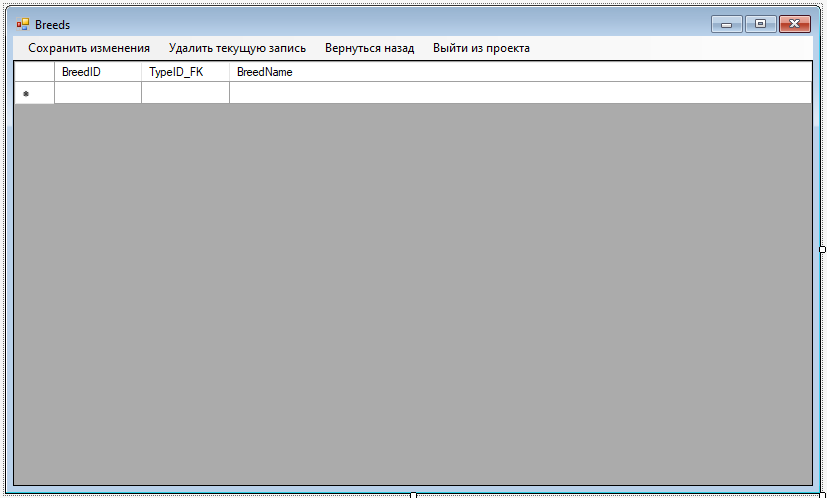 Breeds
Сохранить изменения Удалить текущую запись Вернуться назад Выйти из проекта
BreedID TypeID_FK BreedName